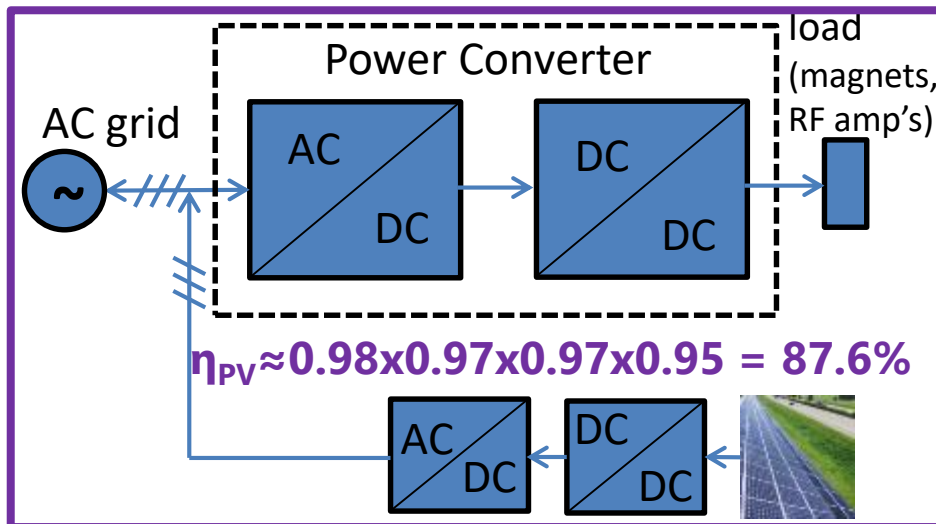 load
(magnets,
RF amp's)
Power Converter
AC grid
~
AC
DC
DC
DC
ηPV≈0.98x0.97x0.97x0.95 = 87.6%
AC
DC
DC
DC